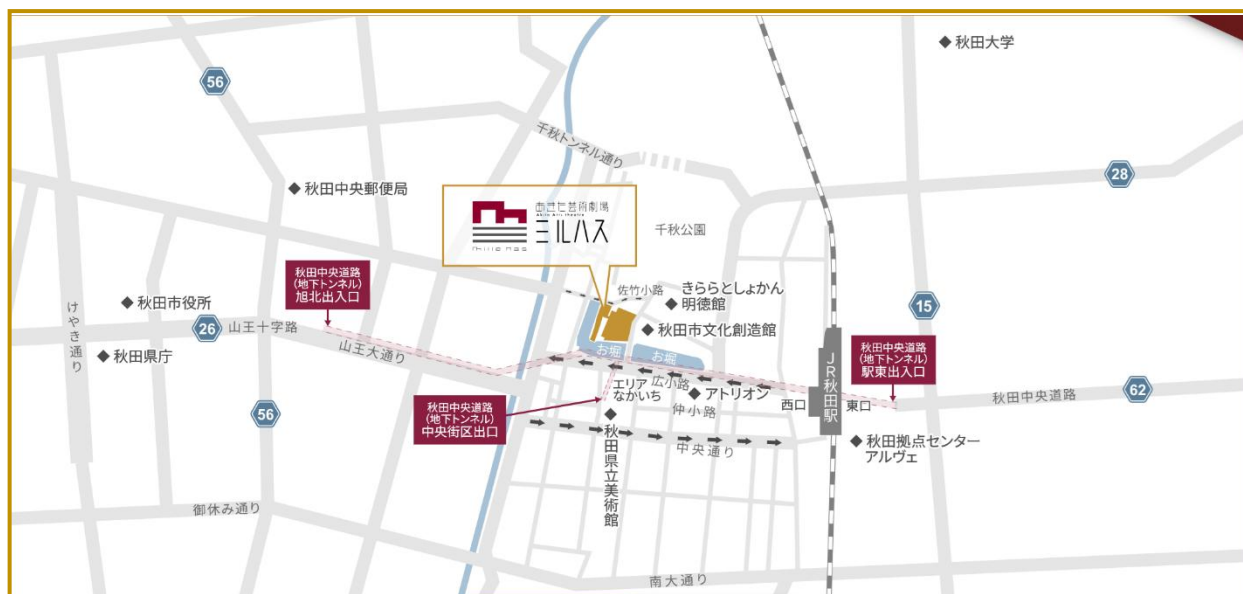 秋田大学
56
千秋トンネル通り
28
秋田中央郵便局
あきた芸術劇場
Akita Arts Theatre
ミルハス
千秋公園
秋田中央道路
(地下トンネル)
旭北出入口
けやき通り
秋田市役所
佐竹小路
きららとしょかん
明徳館
15
26
山王十字路
秋田市文化創造館
秋田県庁
山王大通り
お堀
お堀
JR秋田駅
秋田中央道路
(地下トンネル)
駅東出入口
エリア
なかいち
広小路
アトリオン
西口
東口
62
秋田中央道路
56
秋田中央道路
(地下トンネル)
中央街区出口
仲小路
秋田県立美術館
中央通り
秋田拠点センター
アルヴェ
御休み通り
南大通り